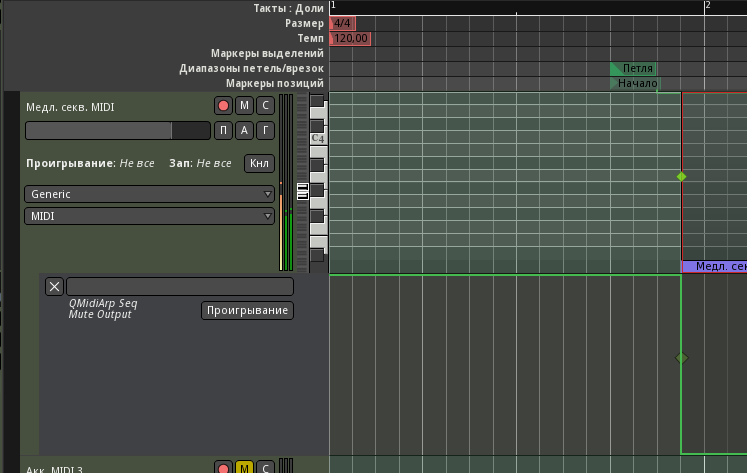 Такты : Доли
1
2
Размер
4/4
Темп
120,00
Маркеры выделений
Диапазоны петель/врезок
Петля
Маркеры позиций
Начало
Медл. секв. MIDI
М
С
П
А
Г
C4
Проигрывание: Не все
Зап: Не все
Кнл
Generic
MIDI
Медл. сек
QMidiArp Seq
Mute Output
Проигрывание
Акк. MIDI 3
М
С